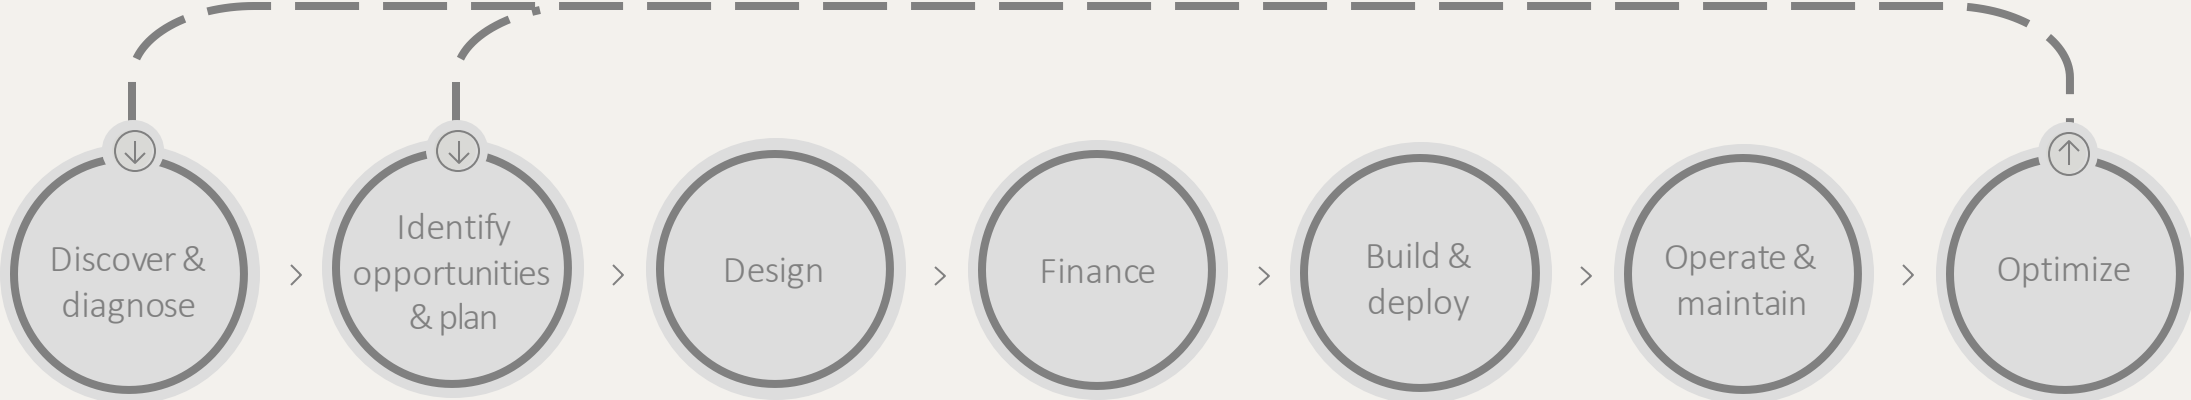 Discover &
diagnose
Identify
opportunities
& plan
Design
Finance
Build &
deploy
Operate &
maintain
Optimize